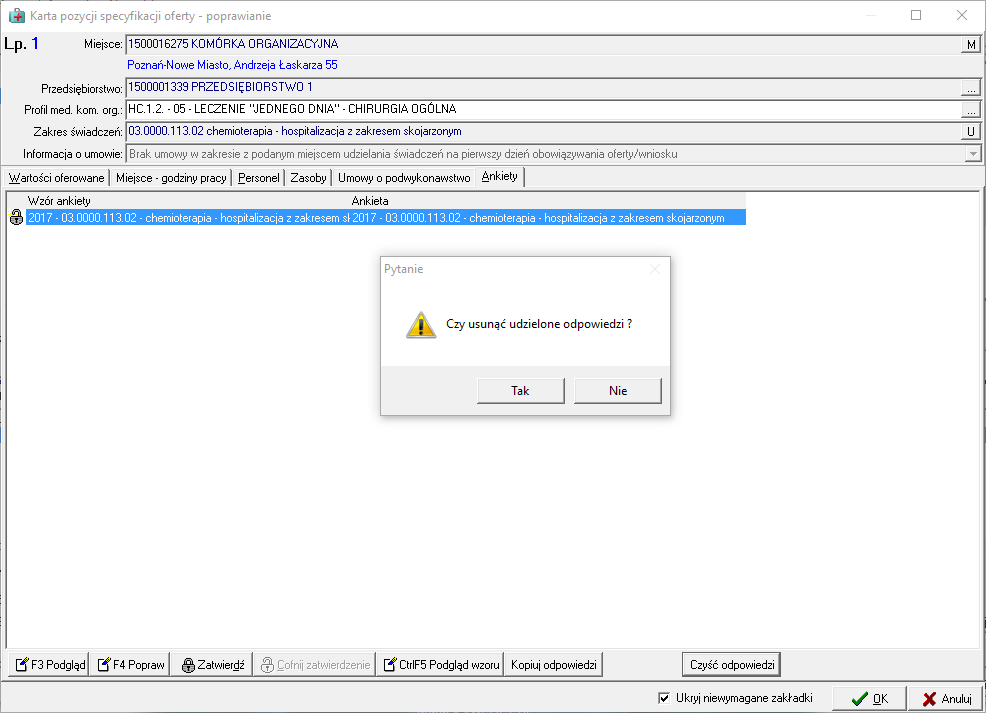 Karta pozycji specyfikacji oferty - poprawianie
Lp. 1
Miejsce: 1500016275 KOMÓRKA ORGANIZACYJNA M
Poznań-Nowe Miasto, Andrzeja Łaskarza 55
Przedsiębiorstwo: 1500001339 PRZEDSIĘBIORSTWO 1 ...
Profil med. kom. org.: HC.1.2. - 05 - LECZENIE "JEDNEGO DNIA" - CHIRURGIA OGÓLNA ...
Zakres świadczeń: 03.0000.113.02 chemioterapia - hospitalizacja z zakresem skojarzonym U
Informacja o umowie: Brak umowy w zakresie z podanym miejscem udzielania świadczeń na pierwszy dzień obowiązywania oferty/wniosku
Wartości oferowane Miejsce - godziny pracy Personel Zasoby Umowy o podwykonawstwo Ankiety
Wzór ankiety Ankieta
2017 - 03.0000.113.02 - chemioterapia - hospitalizacja z zakresem sk 2017 - 03.0000.113.02 - chemioterapia - hospitalizacja z zakresem skojarzonym
Pytanie
Czy usunąć udzielone odpowiedzi ?
Tak Nie
F3 Podgląd F4 Popraw Zatwierdź Cofnij zatwierdzenie CtrlF5 Podgląd wzoru Kopiuj odpowiedzi Czyść odpowiedzi
Ukryj niewymagane zakładki OK Anuluj